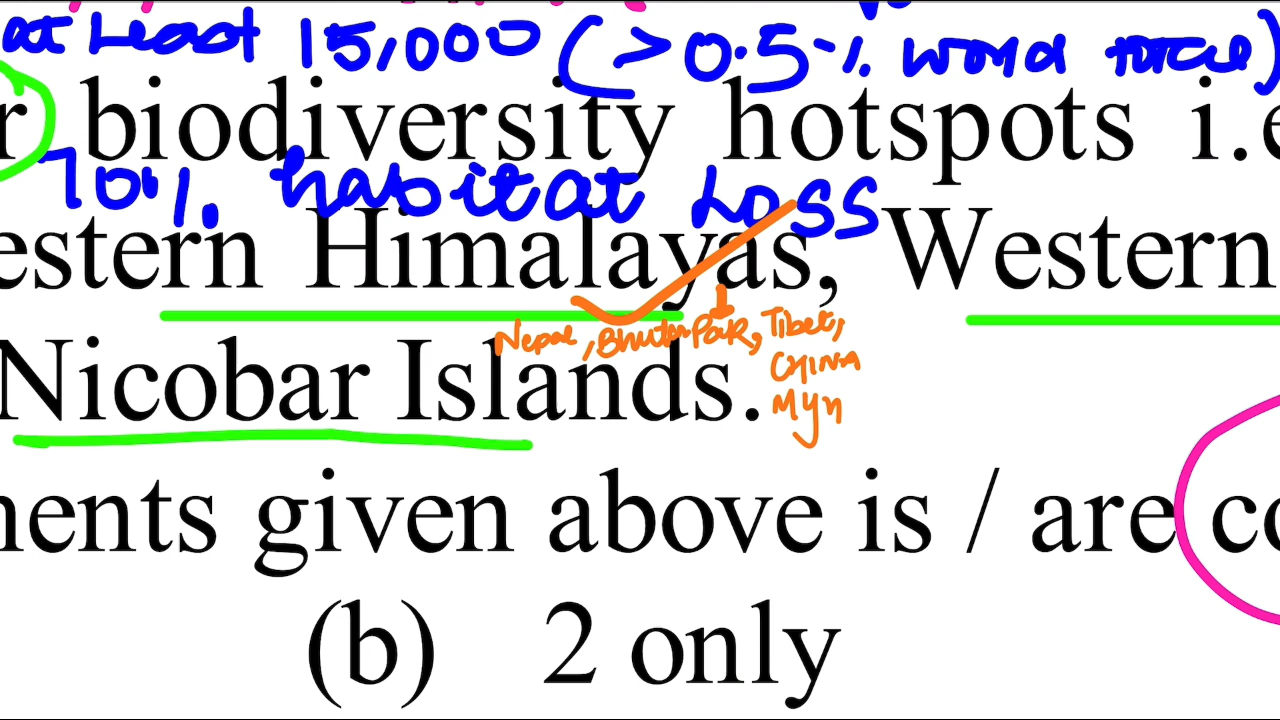 at Least 15,000 (>0.5% world total)
r biodiversity hotspots i.e
70% habitat Loss
estern Himalayas, Western
Nepal, Bhutan Pak, Tibet,
CHINA
Nicobar Islands.
Myn
nents given above is / are co
(b) 2 only